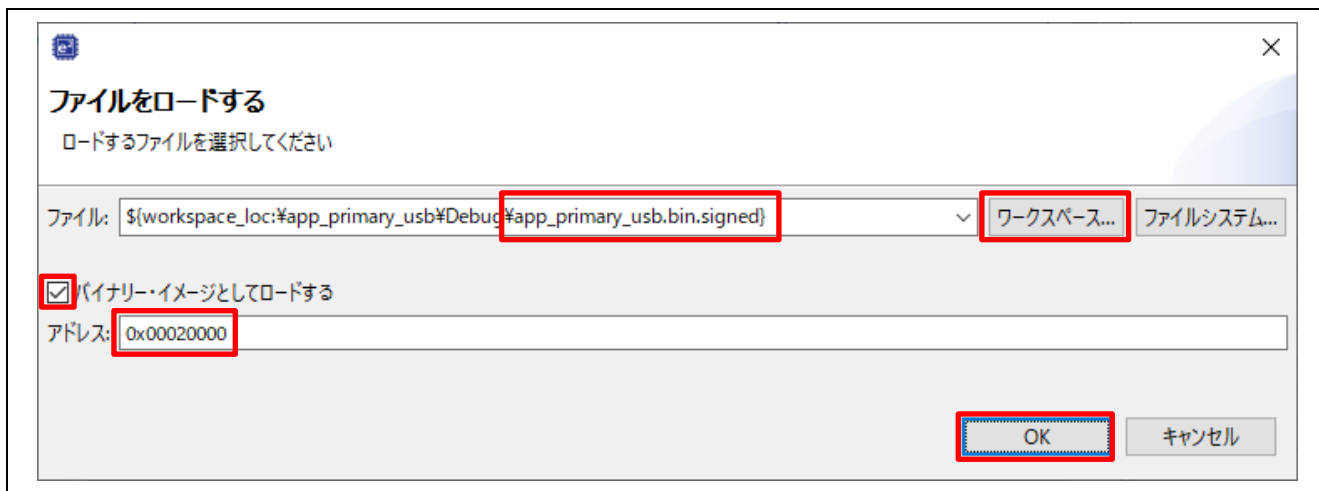 ファイルをロードする
ロードするファイルを選択してください
ファイル: ${workspace_loc:¥app_primary_usb¥Debug¥app_primary_usb.bin.signed} ワークスペース... ファイルシステム...
バイナリー・イメージとしてロードする
アドレス: 0x00020000
OK キャンセル